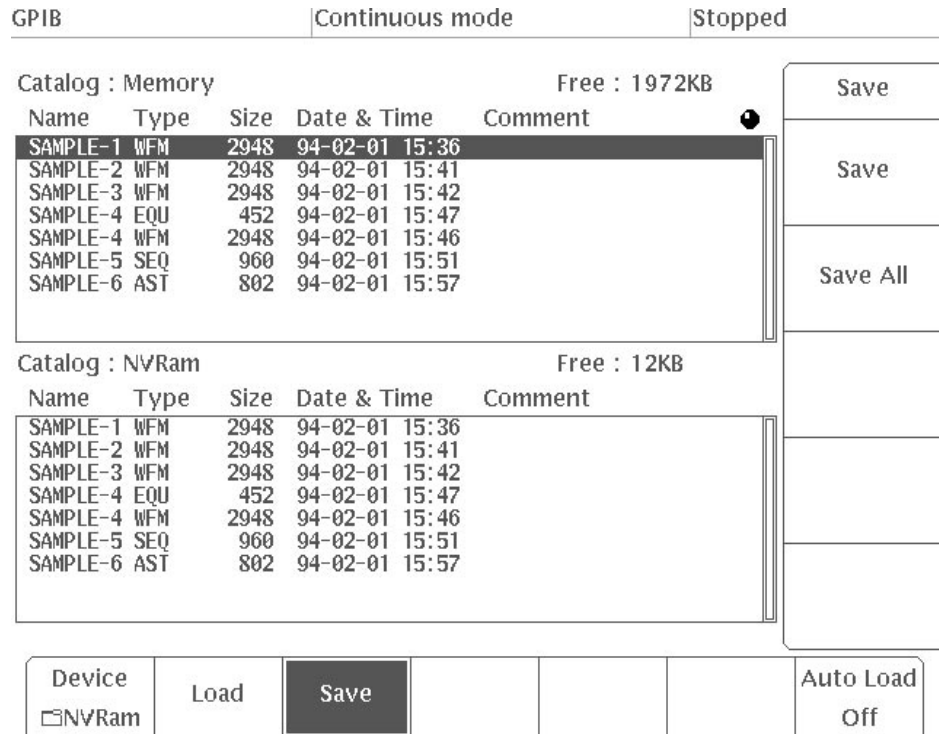 GPIB Continuous mode Stopped
Catalog : Memory Free : 1972KB
Name Type Size Date & Time Comment
SAMPLE-1 WFM 2948 94-02-01 15:36
SAMPLE-2 WFM 2948 94-02-01 15:41
SAMPLE-3 WFM 2948 94-02-01 15:42
SAMPLE-4 EQU 452 94-02-01 15:47
SAMPLE-4 WFM 2948 94-02-01 15:46
SAMPLE-5 SEQ 960 94-02-01 15:51
SAMPLE-6 AST 802 94-02-01 15:57
Catalog : NVRam Free : 12KB
Name Type Size Date & Time Comment
SAMPLE-1 WFM 2948 94-02-01 15:36
SAMPLE-2 WFM 2948 94-02-01 15:41
SAMPLE-3 WFM 2948 94-02-01 15:42
SAMPLE-4 EQU 452 94-02-01 15:47
SAMPLE-4 WFM 2948 94-02-01 15:46
SAMPLE-5 SEQ 960 94-02-01 15:51
SAMPLE-6 AST 802 94-02-01 15:57
Save
Save
Save All
Device
NVRam
Load
Save
Auto Load
Off